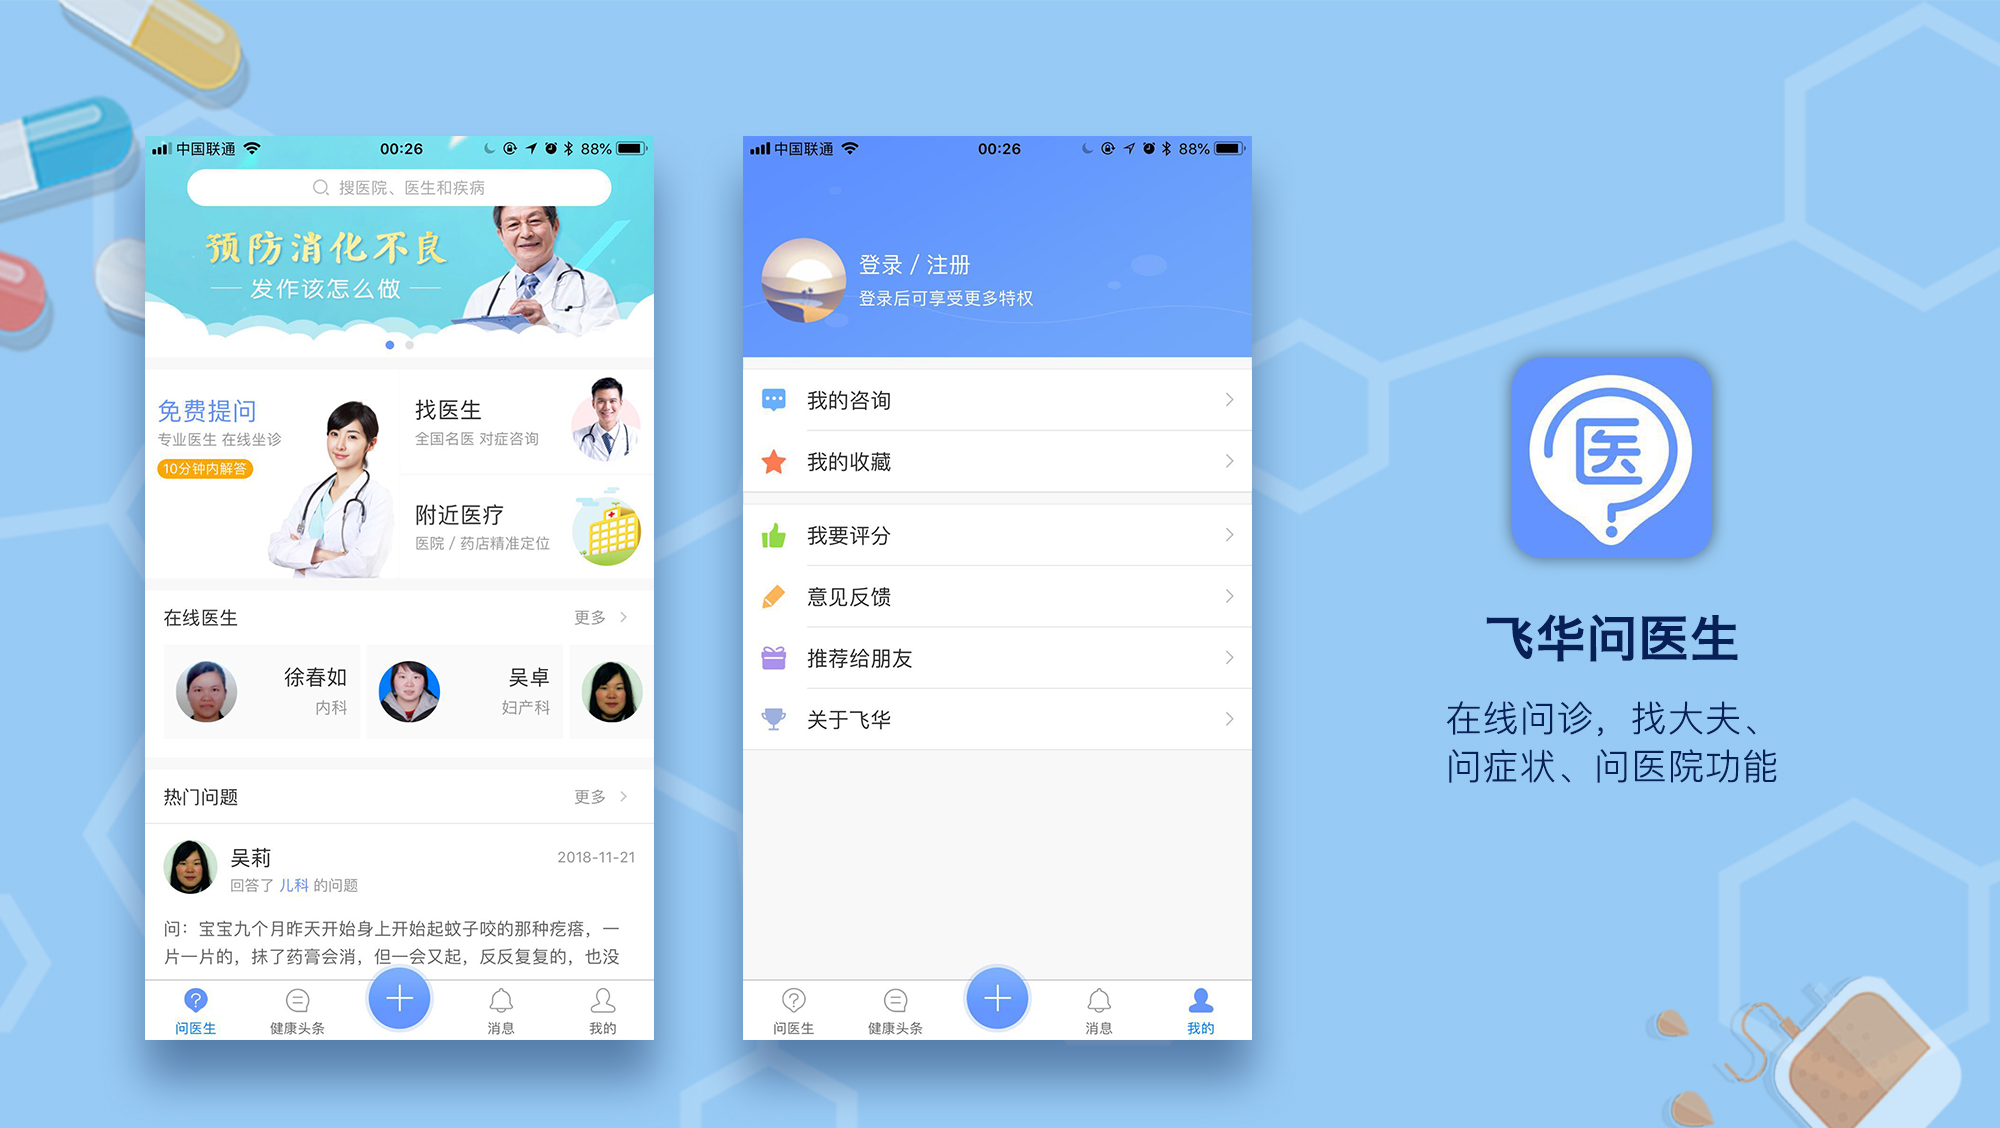 中国联通
00:26
88%
搜医院、医生和疾病
预防消化不良
发作该怎么做
免费提问
专业医生 在线坐诊
10分钟内解答
找医生
全国名医 对症咨询
附近医疗
医院 / 药店精准定位
在线医生
更多
徐春如
内科
吴卓
妇产科
热门问题
更多
吴莉
2018-11-21
回答了 儿科 的问题
问：宝宝九个月昨天开始身上开始起蚊子咬的那种疙瘩，一
片一片的，抹了药膏会消，但一会又起，反反复复的，也没
问医生
健康头条
消息
我的
中国联通
00:26
88%
登录 / 注册
登录后可享受更多特权
我的咨询
我的收藏
我要评分
意见反馈
推荐给朋友
关于飞华
问医生
健康头条
消息
我的
医
飞华问医生
在线问诊，找大夫、
问症状、问医院功能